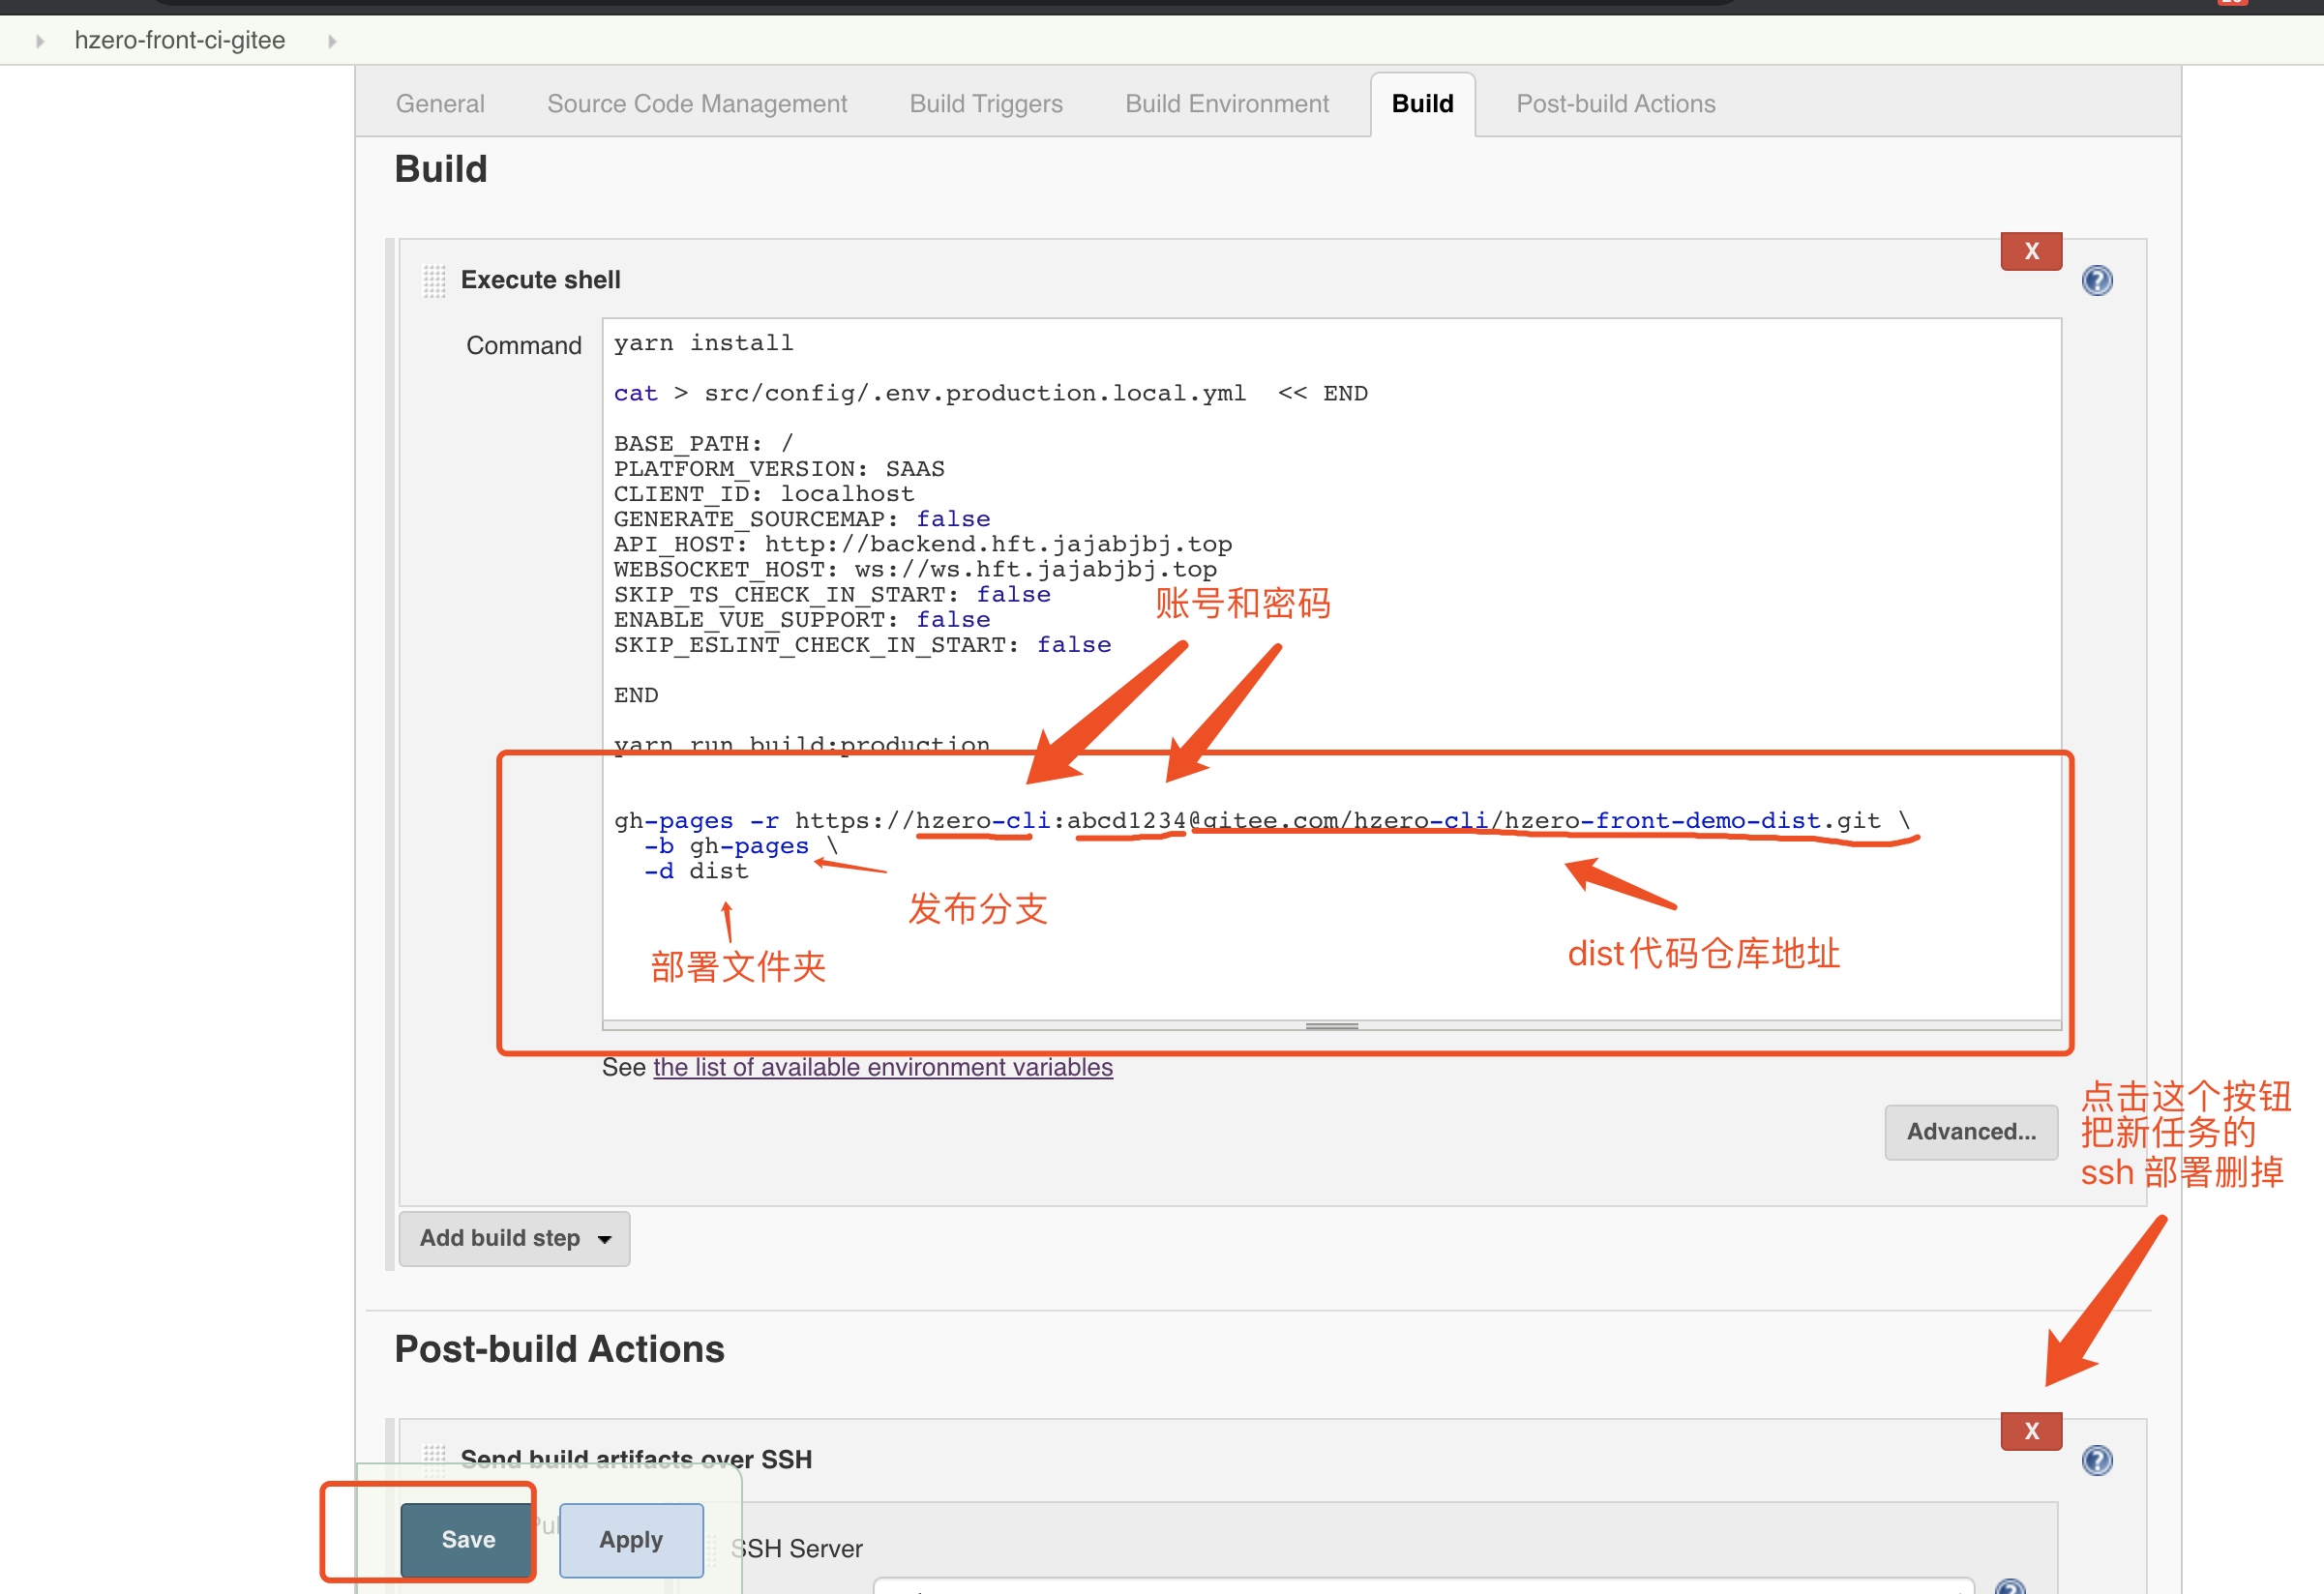 hzero-front-ci-gitee
General Source Code Management Build Triggers Build Environment Build Post-build Actions
Build
X
Execute shell
Command
yarn install
cat > src/config/.env.production.local.yml  << END
BASE_PATH: /
PLATFORM_VERSION: SAAS
CLIENT_ID: localhost
GENERATE_SOURCEMAP: false
API_HOST: http://backend.hft.jajabjbj.top
WEBSOCKET_HOST: ws://ws.hft.jajabjbj.top
SKIP_TS_CHECK_IN_START: false
账号和密码
ENABLE_VUE_SUPPORT: false
SKIP_ESLINT_CHECK_IN_START: false
END
yarn run build:production
gh-pages -r https://hzero-cli:abcd1234@gitee.com/hzero-cli/hzero-front-demo-dist.git \
-b gh-pages \
-d dist
发布分支
部署文件夹
dist代码仓库地址
See the list of available environment variables
点击这个按钮
把新任务的
ssh 部署删掉
Advanced...
Add build step
Post-build Actions
X
Send build artifacts over SSH
Save
Apply
SSH Server